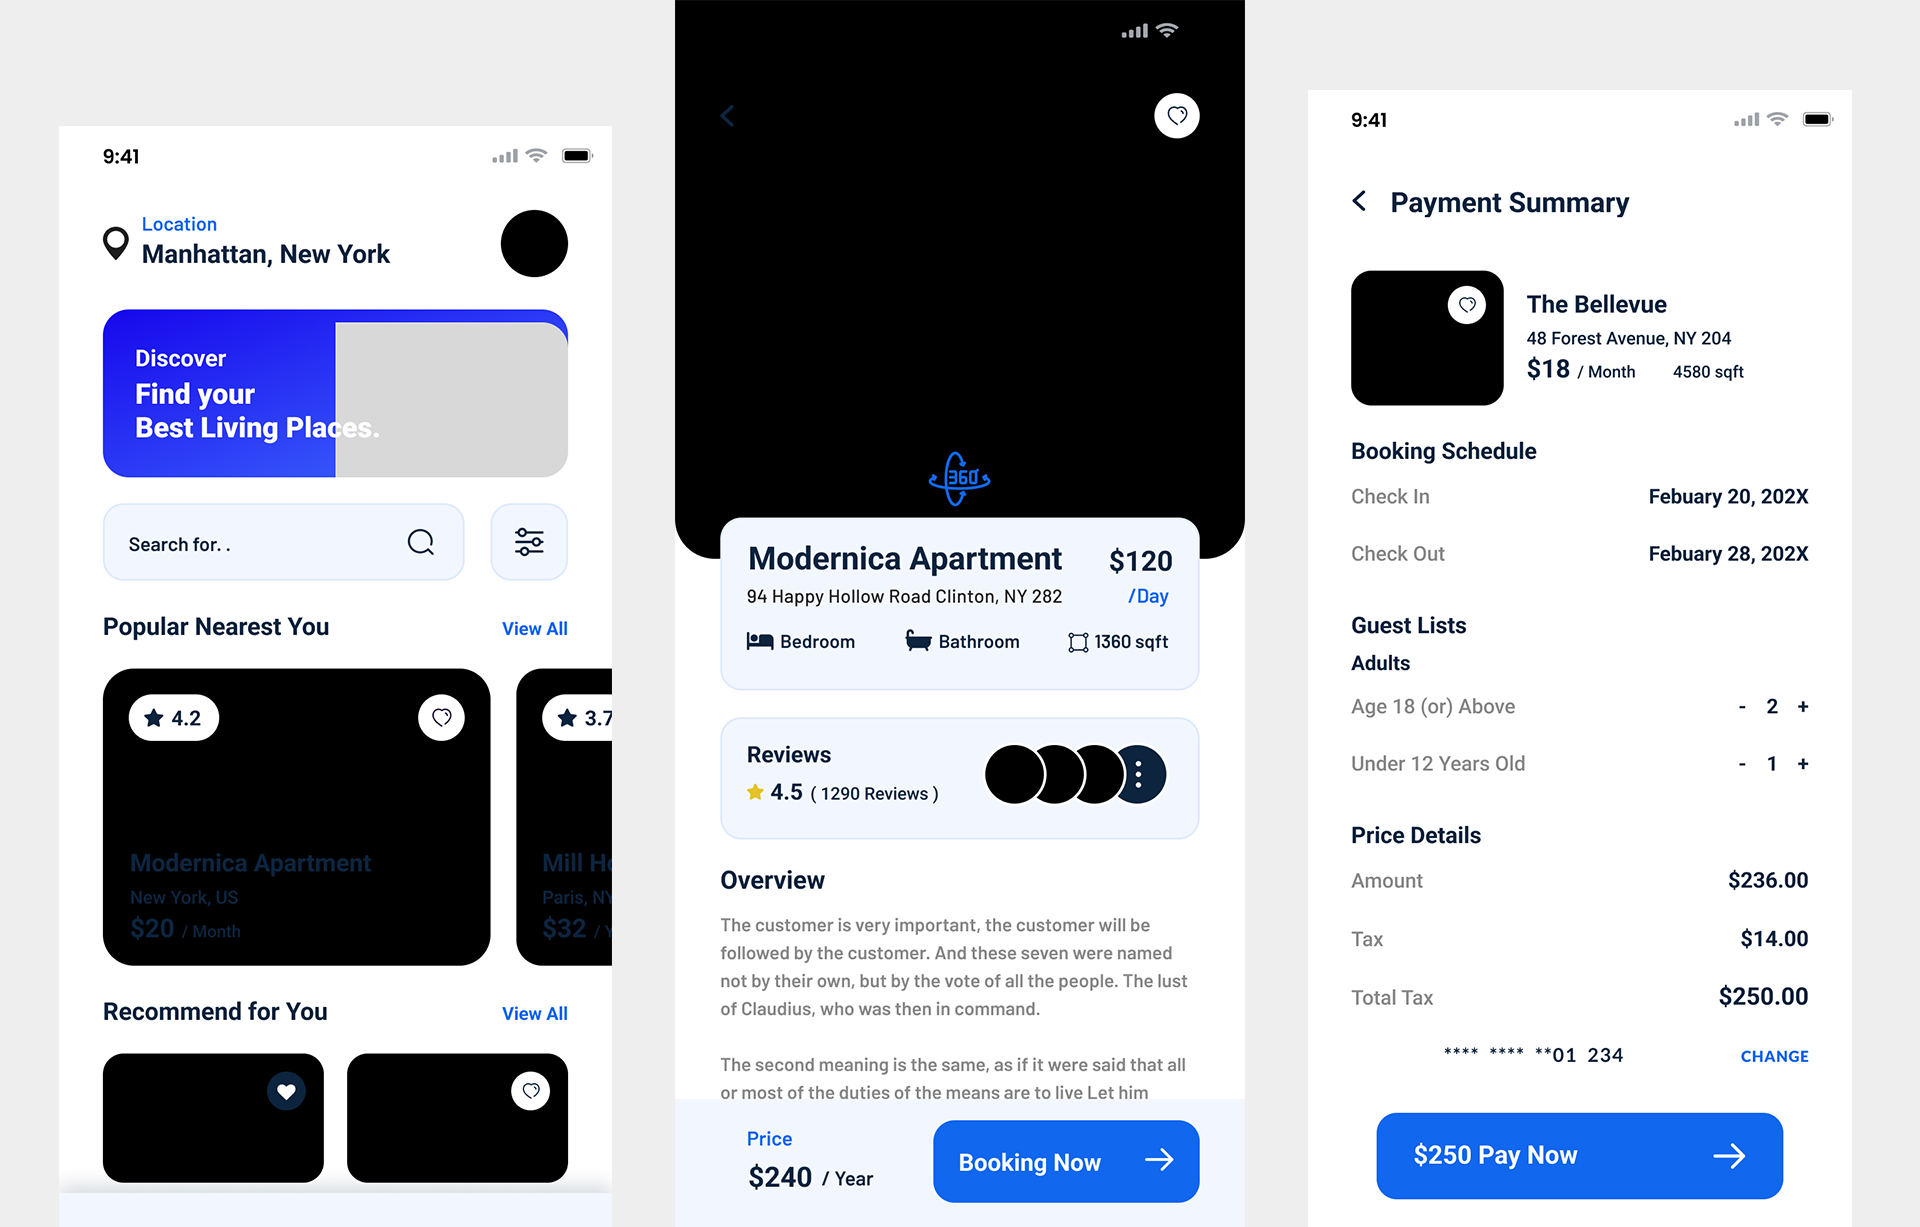 9:41
Location
Manhattan, New York
Discover
Find your
Best Living Places.
Search for. .
Popular Nearest You
View All
4.2
3.7
Modernica Apartment
New York, US
$20 / Month
Mill
Paris, NY
$32 /
Recommend for You
View All
360°
Modernica Apartment
$120
94 Happy Hollow Road Clinton, NY 282
/Day
Bedroom
Bathroom
1360 sqft
Reviews
4.5 ( 1290 Reviews )
Overview
The customer is very important, the customer will be
followed by the customer. And these seven were named
not by their own, but by the vote of all the people. The lust
of Claudius, who was then in command.
The second meaning is the same, as if it were said that all
or most of the duties of the means are to live Let him
Price
$240 / Year
Booking Now
9:41
Payment Summary
The Bellevue
48 Forest Avenue, NY 204
$18 / Month
4580 sqft
Booking Schedule
Check In
Febuary 20, 202X
Check Out
Febuary 28, 202X
Guest Lists
Adults
Age 18 (or) Above
- 2 +
Under 12 Years Old
- 1 +
Price Details
Amount
$236.00
Tax
$14.00
Total Tax
$250.00
**** **** **01 234
CHANGE
$250 Pay Now